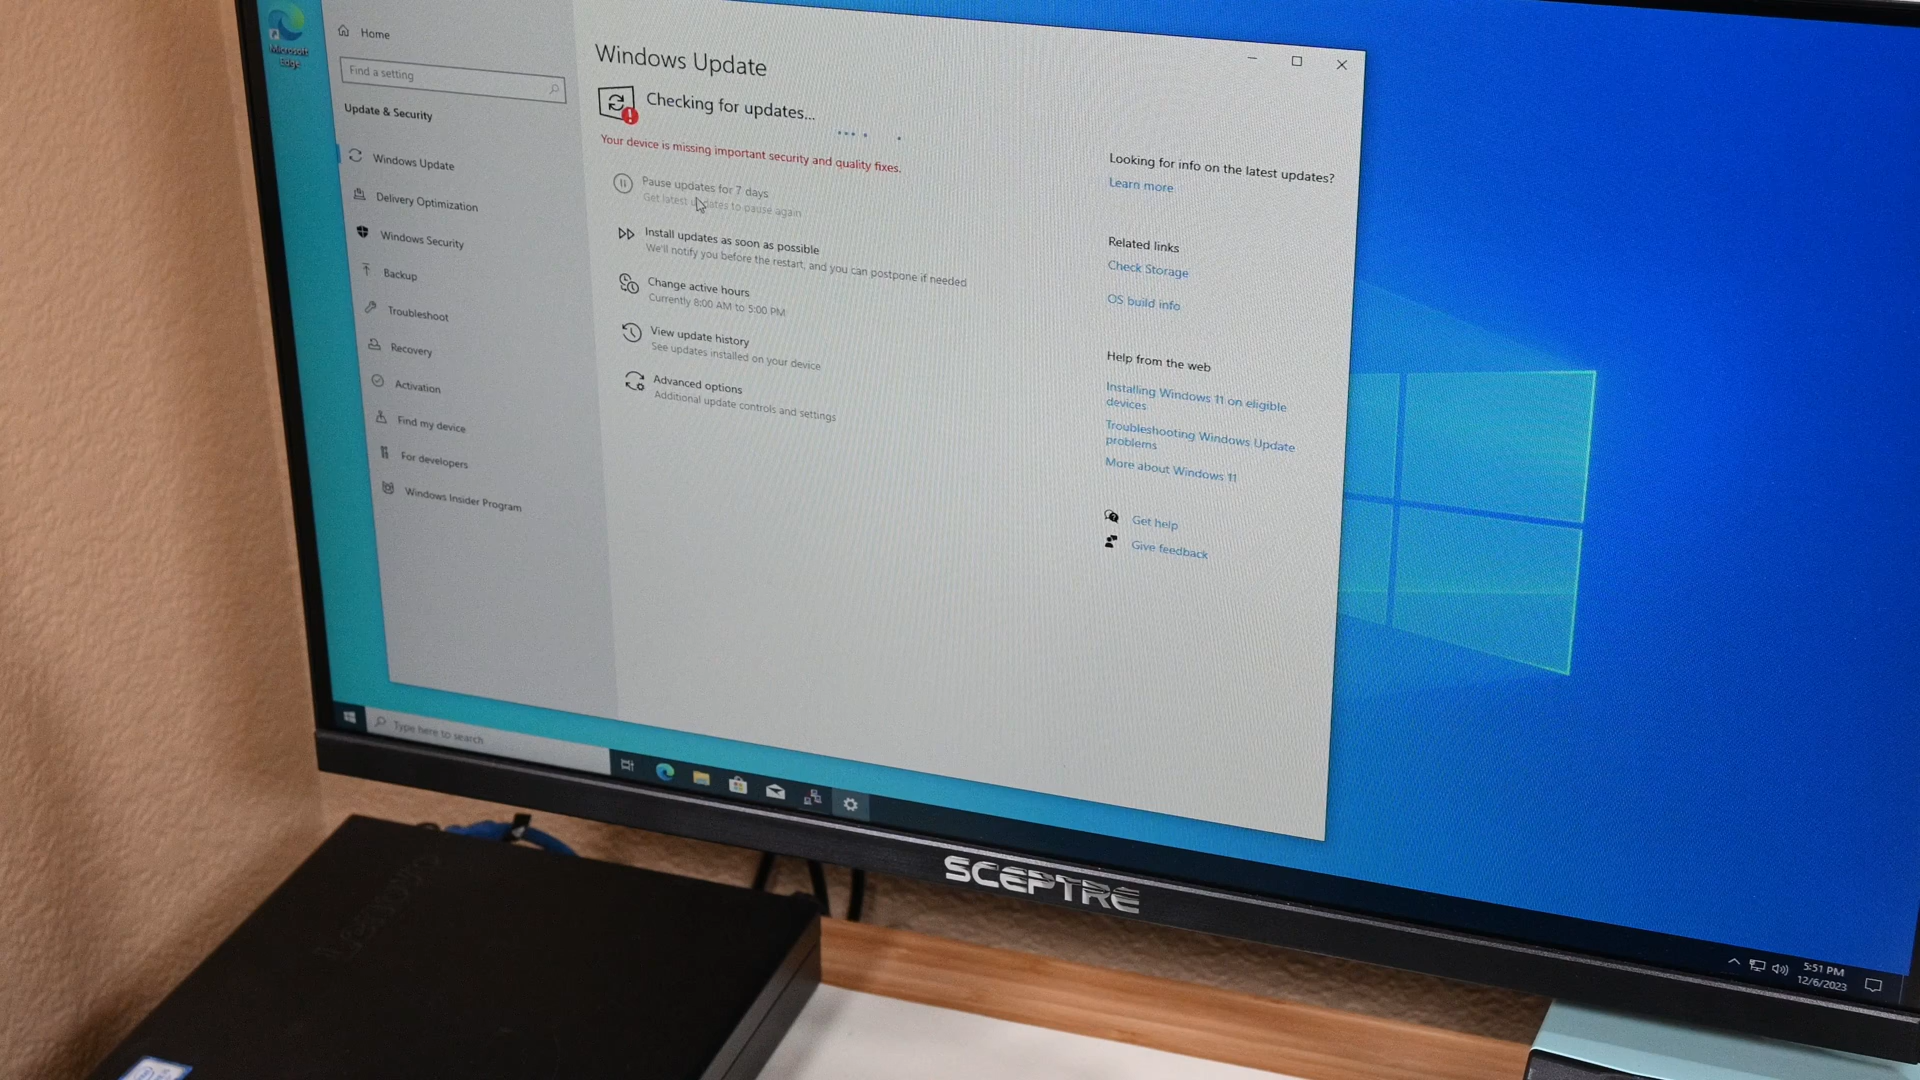 Microsoft
Edge
Home
Find a setting
Update & Security
Windows Update
Delivery Optimization
Windows Security
Backup
Troubleshoot
Recovery
Activation
Find my device
For developers
Windows Insider Program
Windows Update
Checking for updates...
Your device is missing important security and quality fixes.
Pause updates for 7 days
Get latest updates to pause again
Install updates as soon as possible
We'll notify you before the restart, and you can postpone if needed
Change active hours
Currently 8:00 AM to 5:00 PM
View update history
See updates installed on your device
Advanced options
Additional update controls and settings
Looking for info on the latest updates?
Learn more
Related links
Check Storage
OS build info
Help from the web
Installing Windows 11 on eligible
devices
Troubleshooting Windows Update
problems
More about Windows 11
Get help
Give feedback
Type here to search
5:51 PM
12/6/2023
SCEPTRE
lenovo